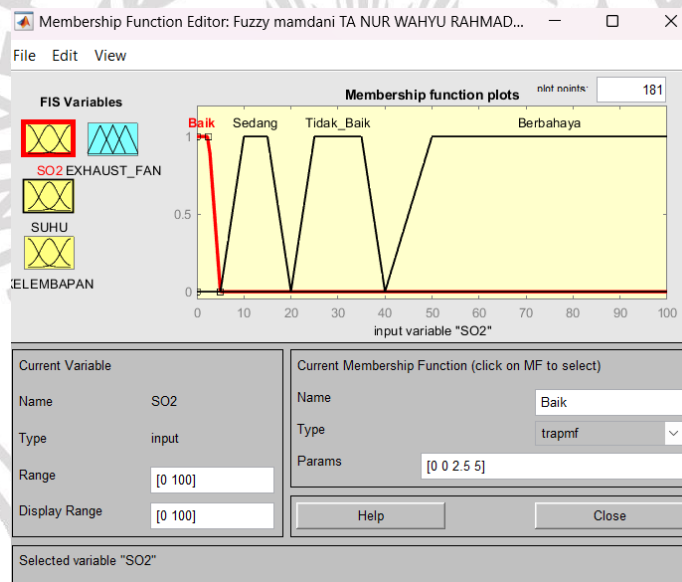 Membership Function Editor: Fuzzy mamdani TA NUR WAHYU RAHMAD...
File Edit View
FIS Variables
SO2 EXHAUST_FAN
SUHU
KELEMBAPAN
Membership function plots
plot points:
181
Baik Sedang Tidak_Baik Berbahaya
1
0.5
0
0 10 20 30 40 50 60 70 80 90 100
input variable "SO2"
Current Variable
Name SO2
Type input
Range [0 100]
Display Range [0 100]
Current Membership Function (click on MF to select)
Name Baik
Type trapmf
Params [0 0 2.5 5]
Help Close
Selected variable "SO2"